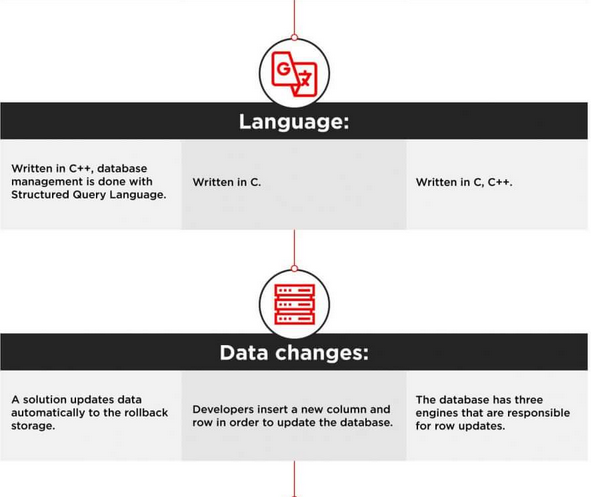 G 文
Language:
Written in C++, database
management is done with
Structured Query Language.
Written in C.
Written in C, C++.
Data changes:
A solution updates data
automatically to the rollback
storage.
Developers insert a new column and
row in order to update the database.
The database has three
engines that are responsible
for row updates.